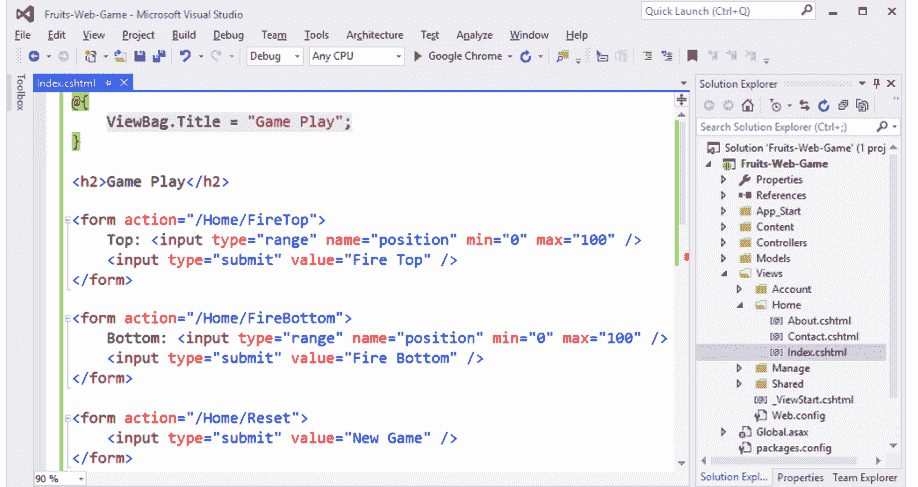 Fruits-Web-Game - Microsoft Visual Studio
Quick Launch (Ctrl+Q)
File Edit View Project Build Debug Team Tools Architecture Test Analyze Window Help
Debug Any CPU Google Chrome
Toolbox
Index.cshtml
@{
ViewBag.Title = "Game Play";
}
<h2>Game Play</h2>
<form action="/Home/FireTop">
Top: <input type="range" name="position" min="0" max="100" />
<input type="submit" value="Fire Top" />
</form>
<form action="/Home/FireBottom">
Bottom: <input type="range" name="position" min="0" max="100" />
<input type="submit" value="Fire Bottom" />
</form>
<form action="/Home/Reset">
<input type="submit" value="New Game" />
</form>
90 %
Solution Explorer
Search Solution Explorer (Ctrl+;)
Solution 'Fruits-Web-Game' (1 proj
Fruits-Web-Game
Properties
References
App_Start
Content
Controllers
Models
Views
Account
Home
About.cshtml
Contact.cshtml
Index.cshtml
Manage
Shared
_ViewStart.cshtml
Web.config
Global.asax
packages.config
Solution Expl... Properties Team Explorer